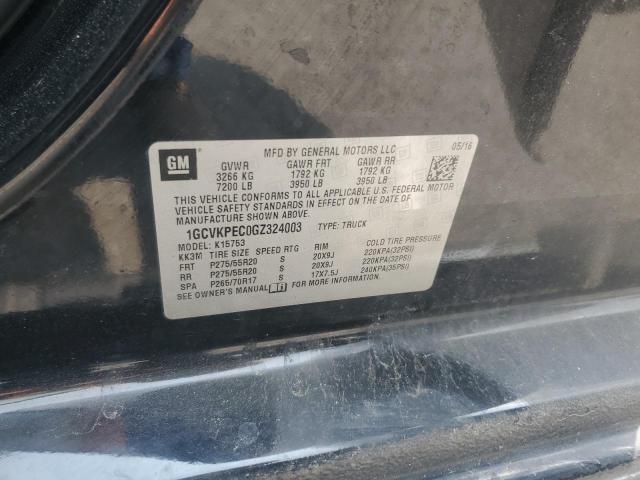 GM
MFD BY GENERAL MOTORS LLC 05/16
GVWR GAWR FRT GAWR RR
3266 KG 1792 KG 1792 KG
7200 LB 3950 LB 3950 LB
THIS VEHICLE CONFORMS TO ALL APPLICABLE U.S. FEDERAL MOTOR
VEHICLE SAFETY STANDARDS IN EFFECT ON THE DATE OF
MANUFACTURE SHOWN ABOVE.
1GCVKPEC0GZ324003 TYPE: TRUCK
MODEL: K15753
KK3M TIRE SIZE SPEED RTG RIM COLD TIRE PRESSURE
FRT P275/55R20 S 20X9J 220KPA(32PSI)
RR P275/55R20 S 20X9J 220KPA(32PSI)
SPA P265/70R17 S 17X7.5J 240KPA(35PSI)
SEE OWNER'S MANUAL